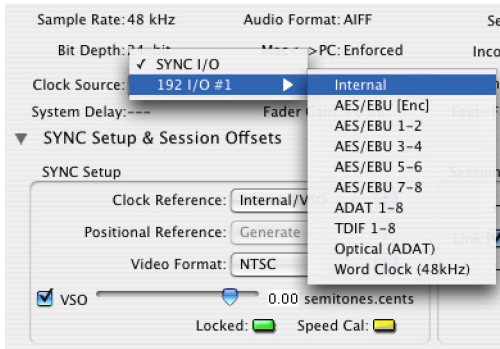 Sample Rate: 48 kHz Audio Format: AIFF
Bit Depth: >PC: Enforced
✓ SYNC I/O
Clock Source: 192 I/O #1 ▶ Internal
System Delay: --- Fader AES/EBU [Enc]
▼ SYNC Setup & Session Offsets AES/EBU 1-2
AES/EBU 3-4
SYNC Setup AES/EBU 5-6
AES/EBU 7-8
Clock Reference: Internal/VSO ADAT 1-8
TDIF 1-8
Positional Reference: Generate Optical (ADAT)
Video Format: NTSC Word Clock (48kHz)
VSO 0.00 semitones.cents
Locked: Speed Cal: